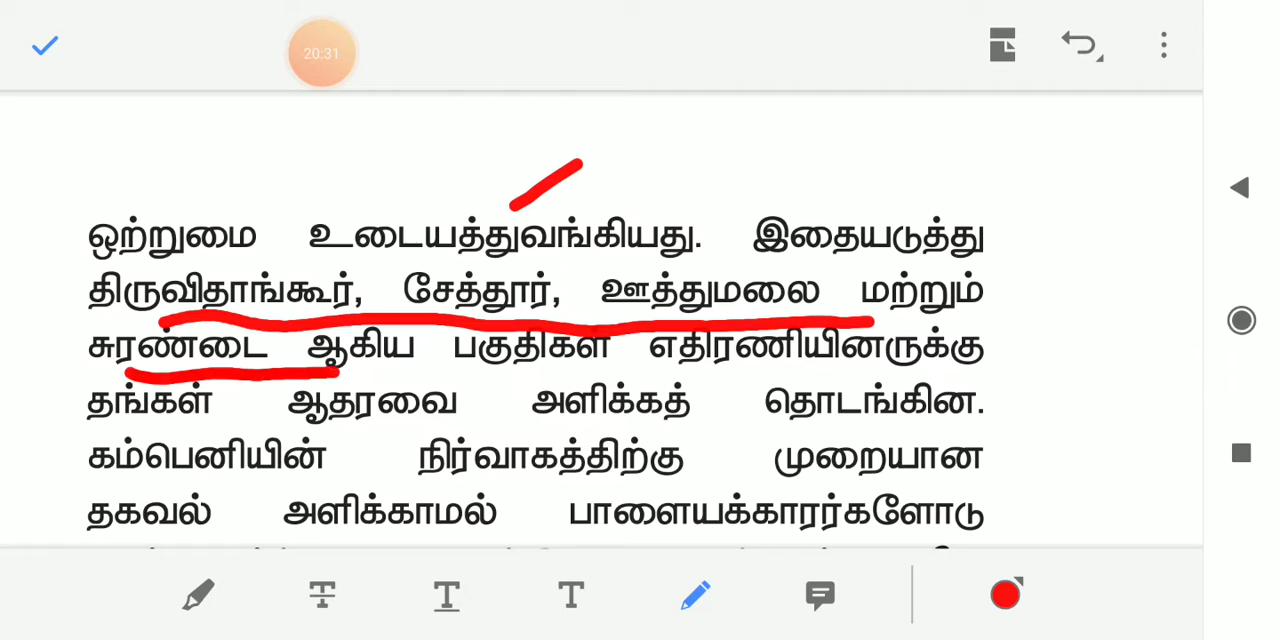 20:31
ஒற்றுமை உடையத்துவங்கியது. இதையடுத்து
திருவிதாங்கூர், சேத்தூர், ஊத்துமலை மற்றும்
சுரண்டை ஆகிய பகுதிகள் எதிரணியினருக்கு
தங்கள் ஆதரவை அளிக்கத் தொடங்கின.
கம்பெனியின் நிர்வாகத்திற்கு முறையான
தகவல் அளிக்காமல் பாளையக்காரர்களோடு